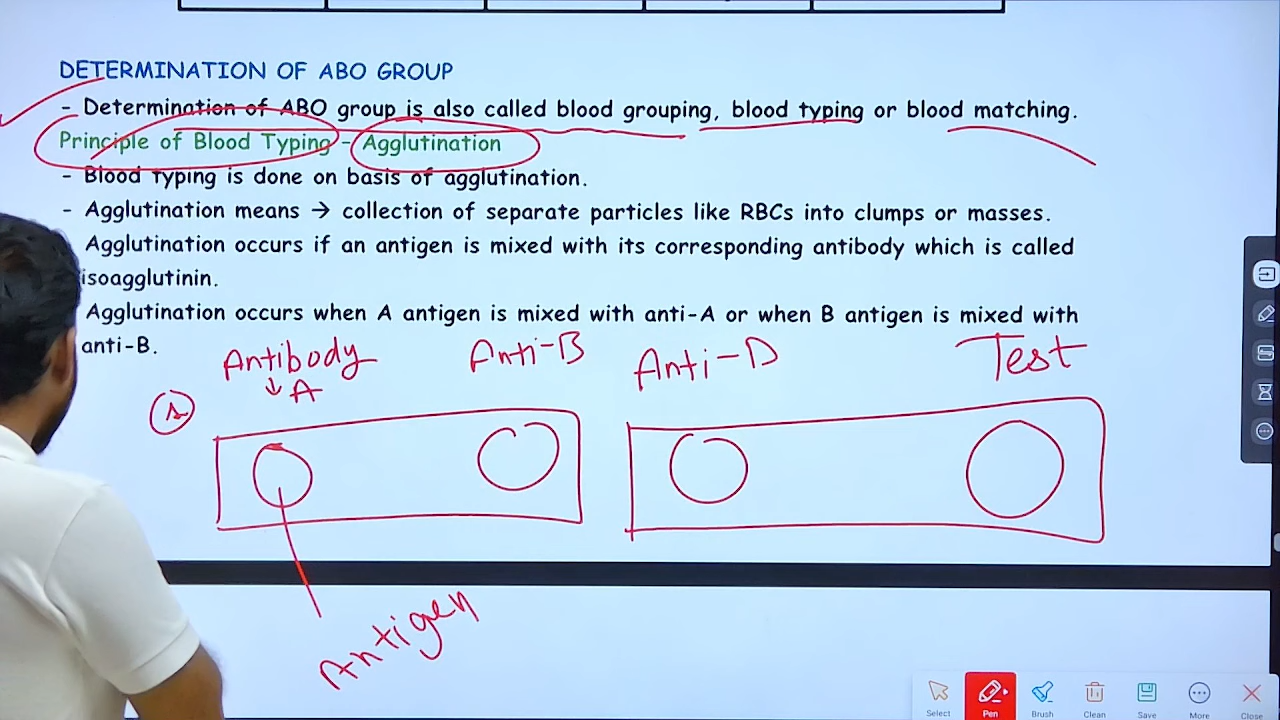 DETERMINATION OF ABO GROUP
- Determination of ABO group is also called blood grouping, blood typing or blood matching.
Principle of Blood Typing - Agglutination
- Blood typing is done on basis of agglutination.
- Agglutination means → collection of separate particles like RBCs into clumps or masses.
Agglutination occurs if an antigen is mixed with its corresponding antibody which is called
isoagglutinin.
Agglutination occurs when A antigen is mixed with anti-A or when B antigen is mixed with
anti-B.
Antibody Anti-B Anti-D Test
↓ A
Antigen
Select Pen Brush Clean Save More Close